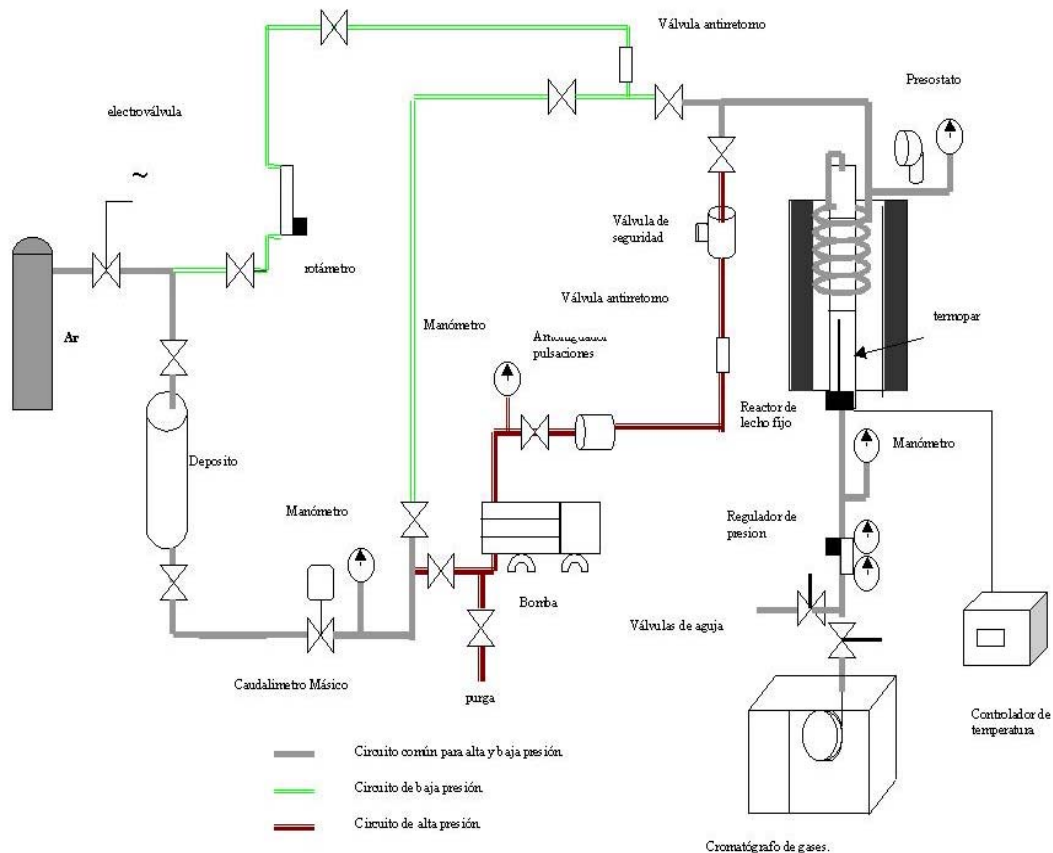 Válvula antirretorno
Presostato
electroválvula
~
Válvula de
seguridad
rotámetro
Válvula antirretorno
Ar
Manómetro
pulsaciones
termopar
Reactor de
lecho fijo
Manómetro
Deposito
Manómetro
Regulador de
presion
Bomba
Válvulas de aguja
Caudalimetro Másico
purga
Controlador de
temperatura
Circuito común para alta y baja presión.
Circuito de baja presión.
Circuito de alta presión.
Cromatógrafo de gases.